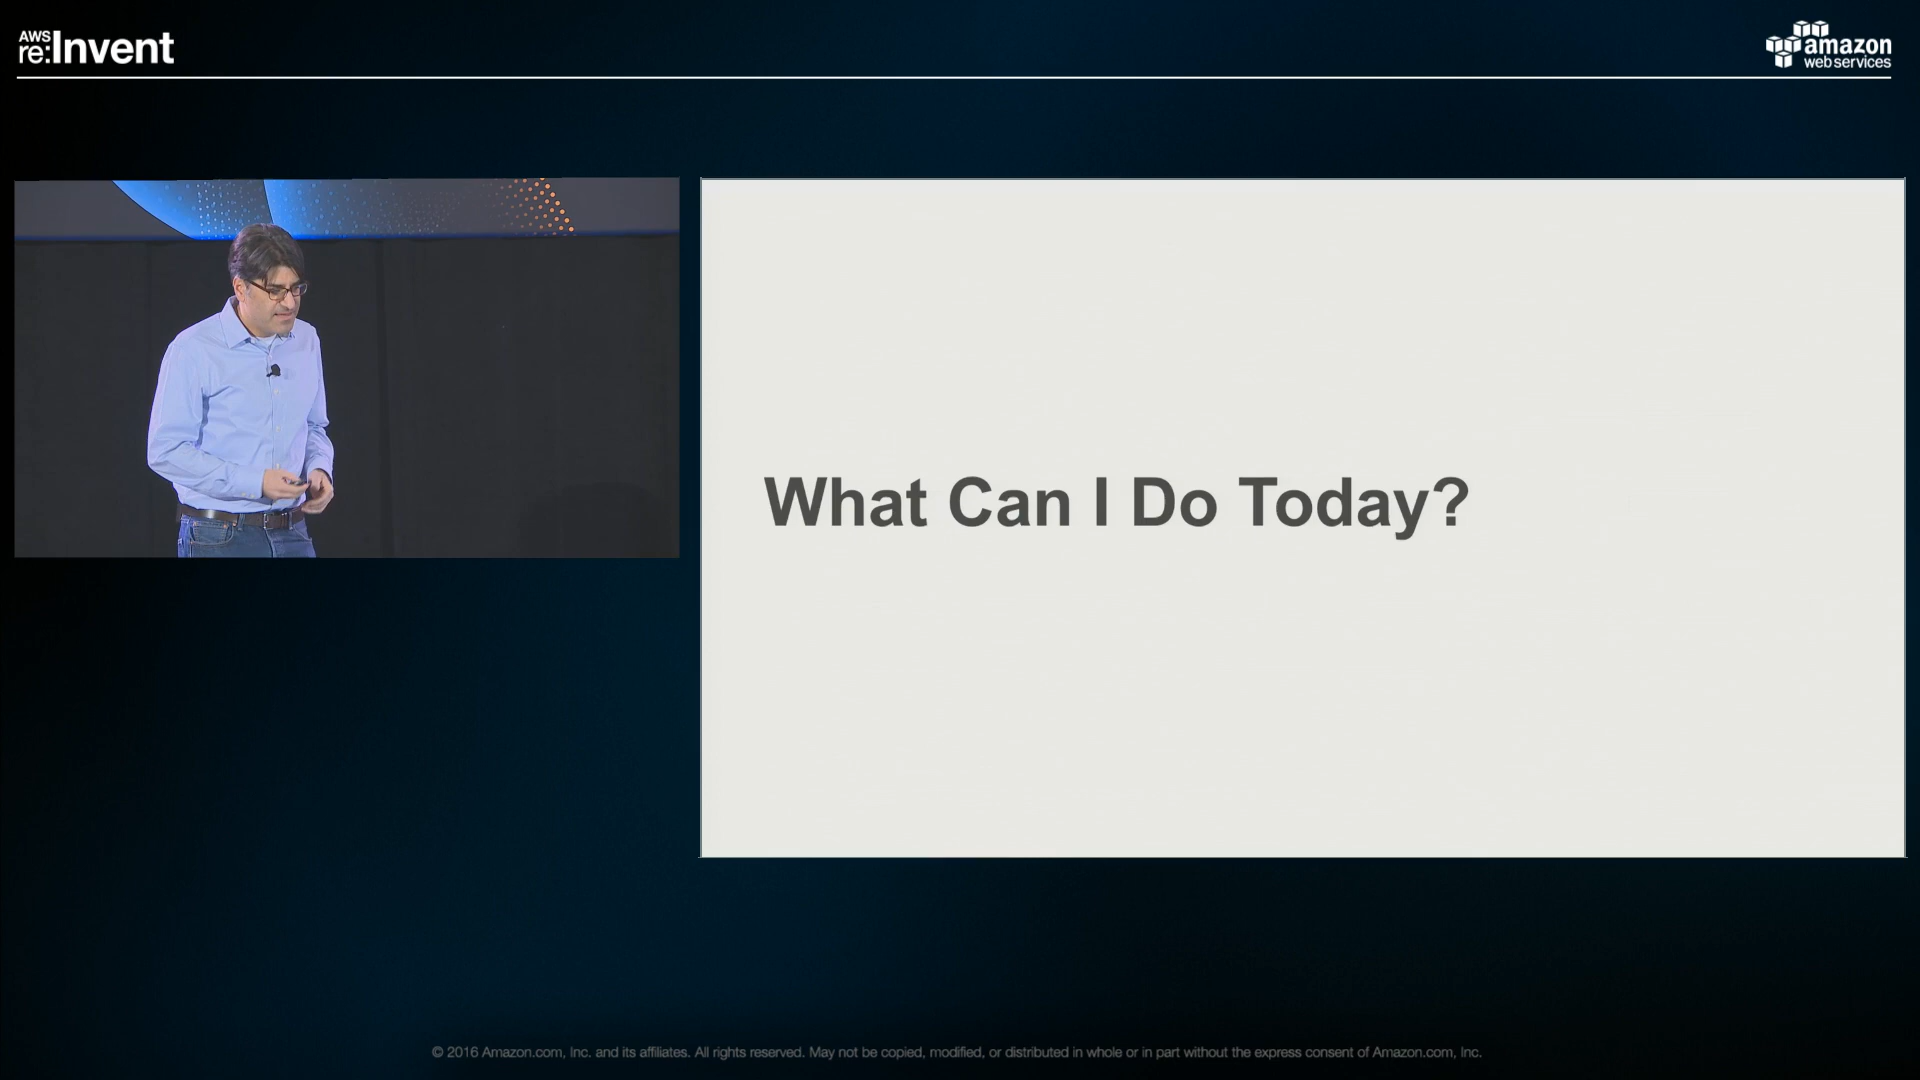 AWS
re:Invent
amazon
web services
What Can I Do Today?
© 2016 Amazon.com, Inc. and its affiliates. All rights reserved. May not be copied, modified, or distributed in whole or in part without the express consent of Amazon.com, Inc.